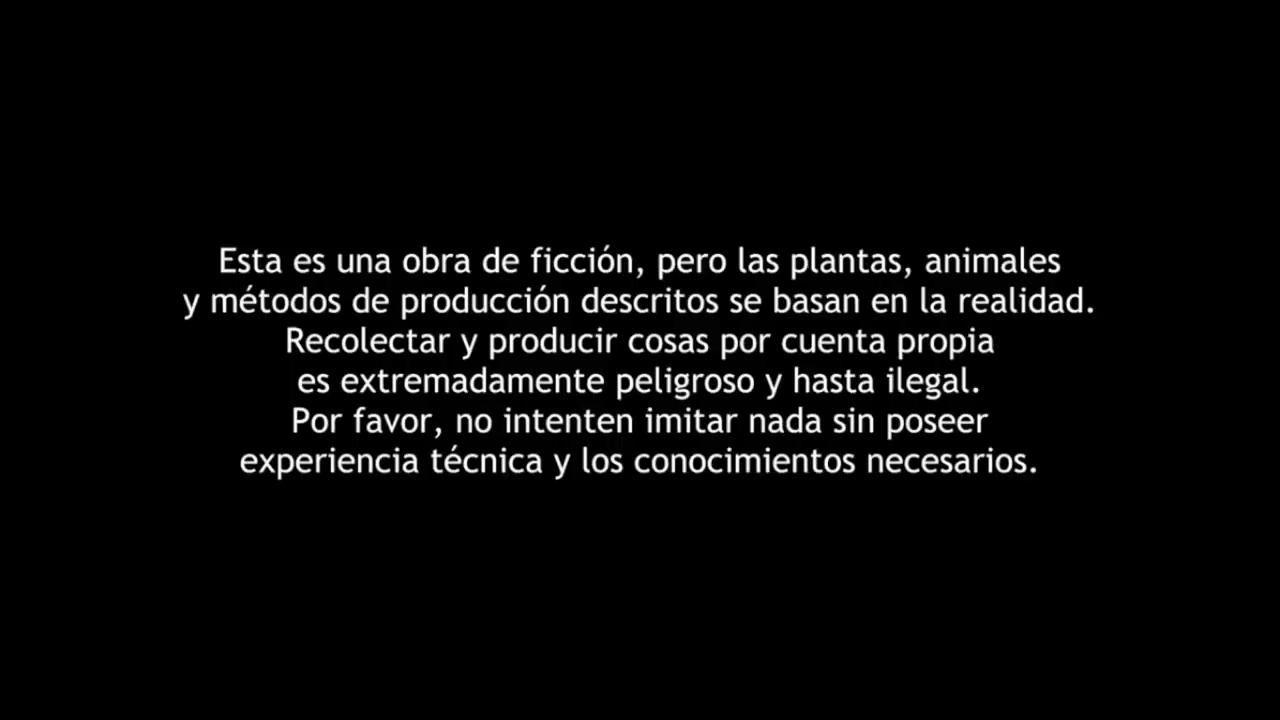 Esta es una obra de ficción, pero las plantas, animales
y métodos de producción descritos se basan en la realidad.
Recolectar y producir cosas por cuenta propia
es extremadamente peligroso y hasta ilegal.
Por favor, no intenten imitar nada sin poseer
experiencia técnica y los conocimientos necesarios.